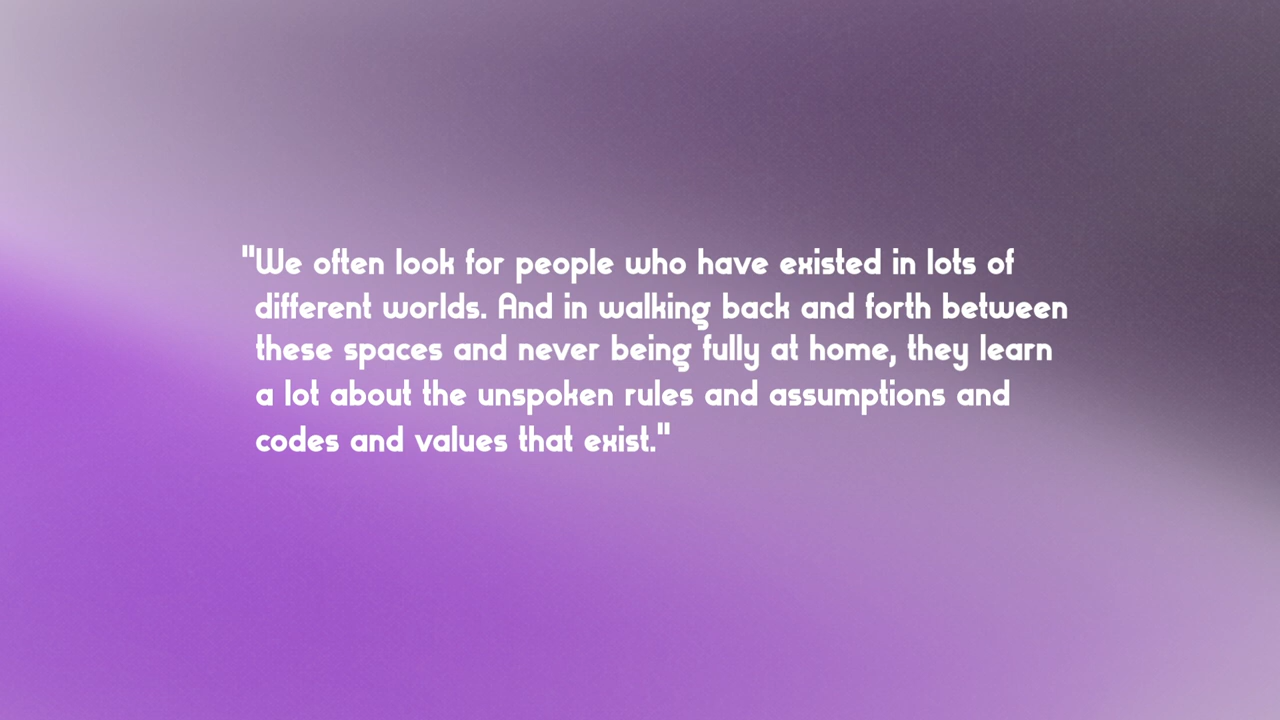 "We often look for people who have existed in lots of
different worlds. And in walking back and forth between
these spaces and never being fully at home, they learn
a lot about the unspoken rules and assumptions and
codes and values that exist."